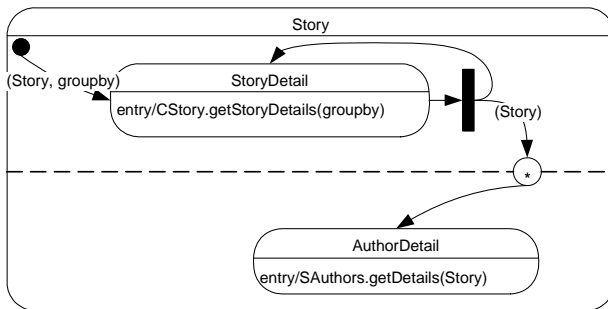 Story
(Story, groupby)
StoryDetail
entry/CStory.getStoryDetails(groupby)
(Story)
*
AuthorDetail
entry/SAuthors.getDetails(Story)